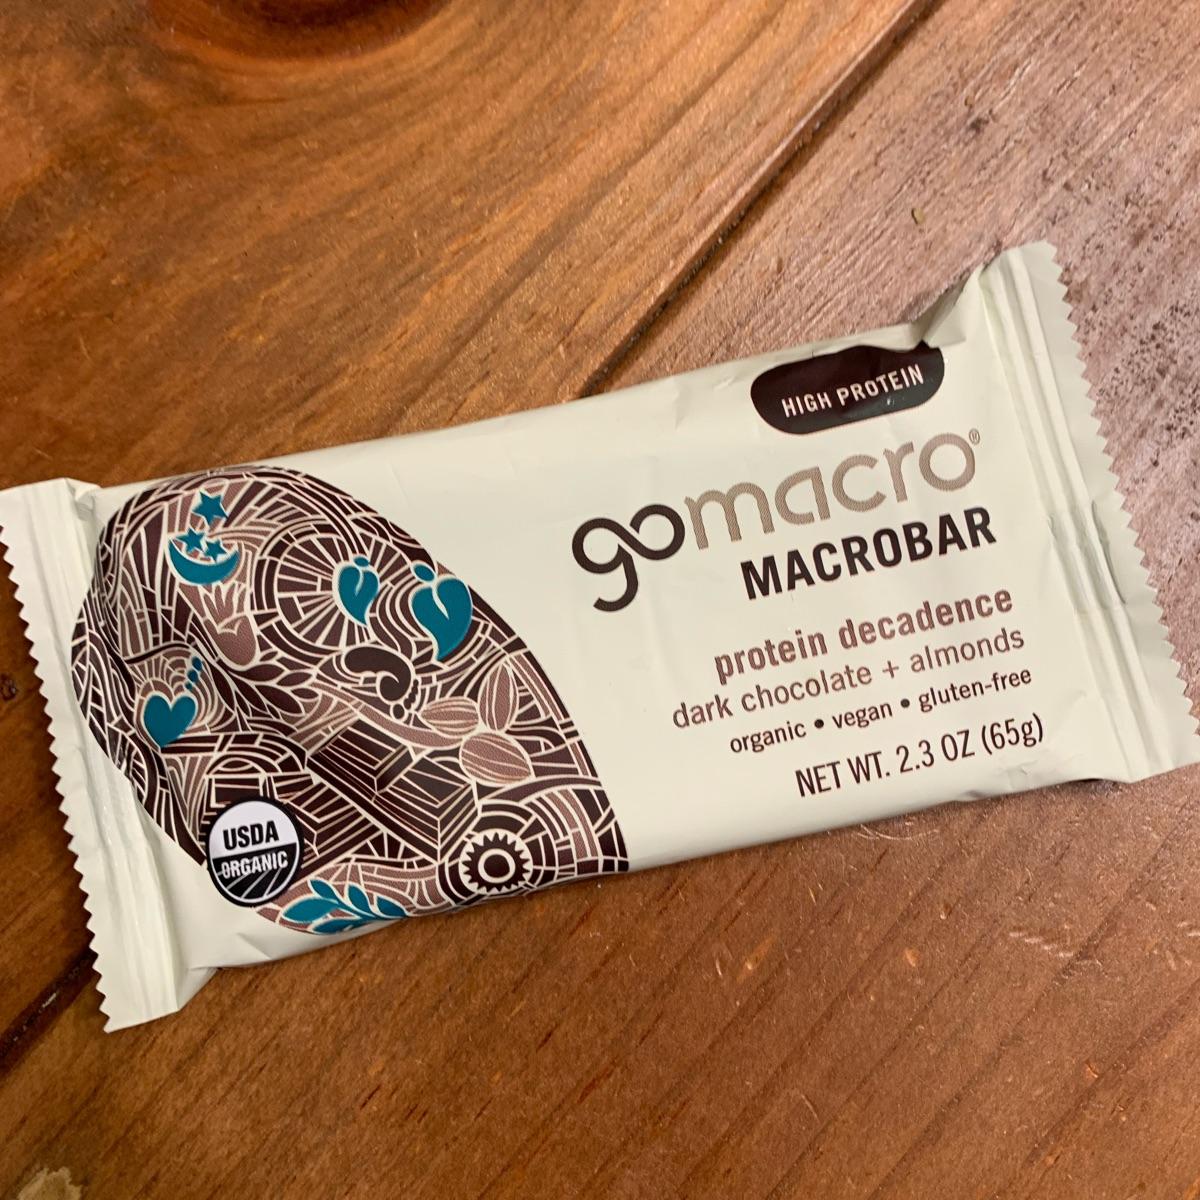 HIGH PROTEIN
gomacro®
MACROBAR
protein decadence
dark chocolate + almonds
organic • vegan • gluten-free
NET WT. 2.3 OZ (65g)
USDA
ORGANIC